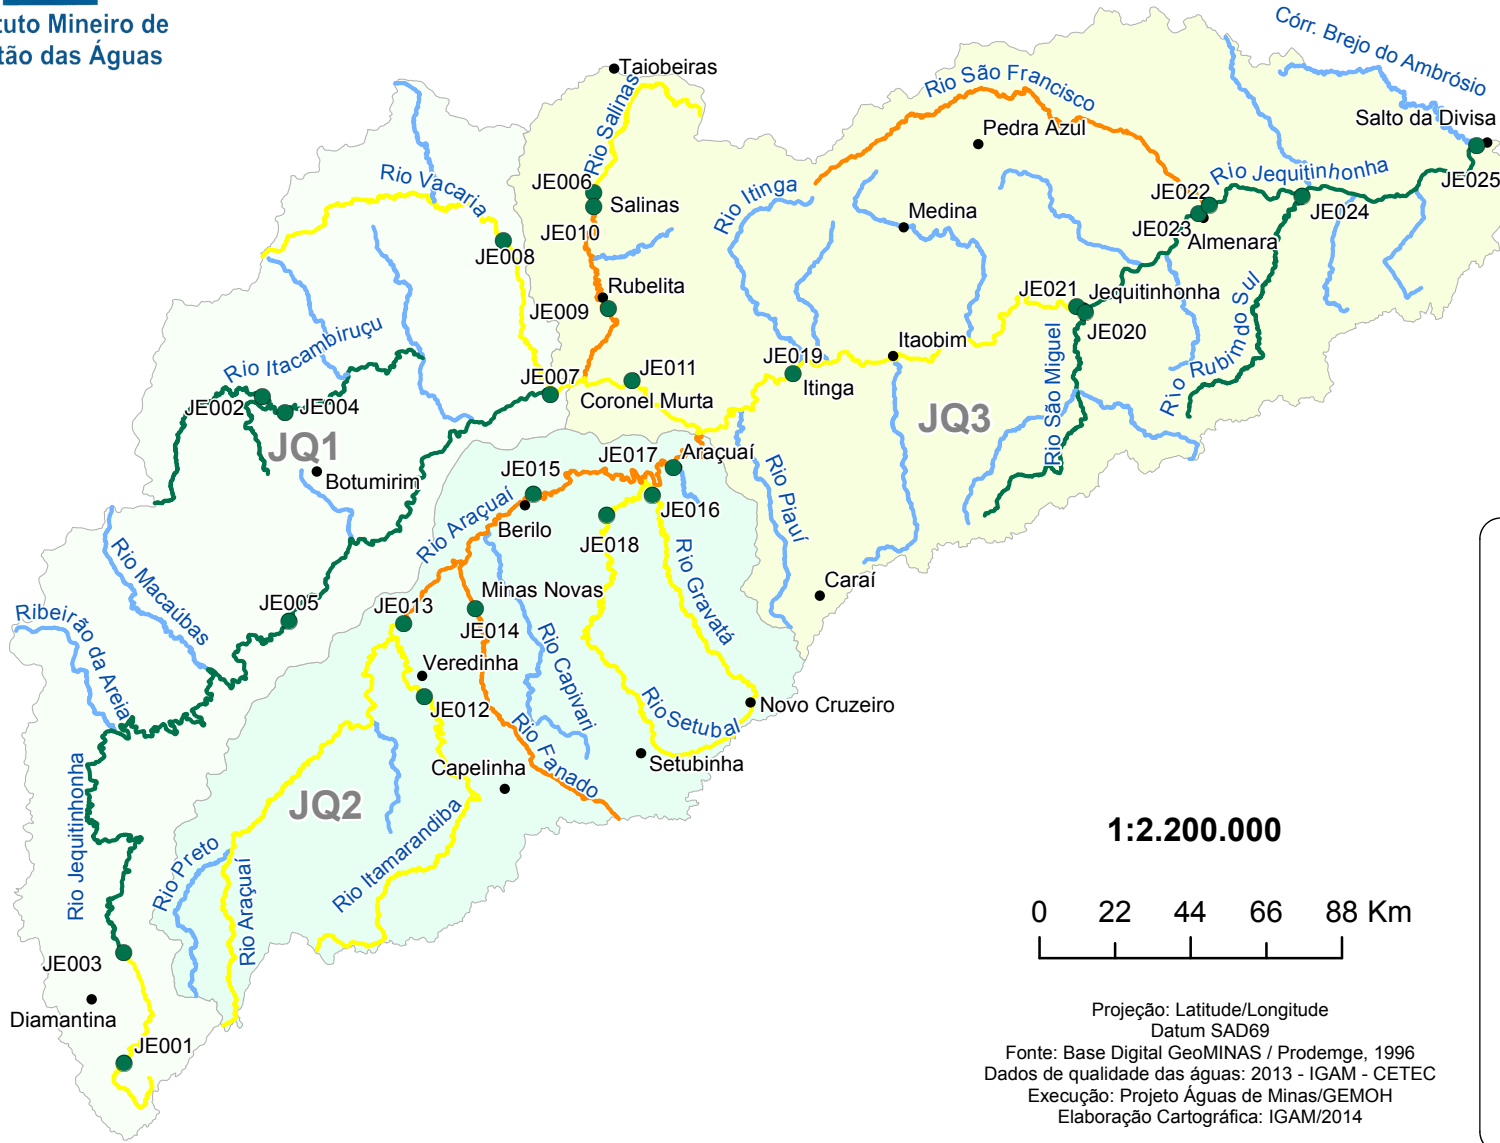 tuto Mineiro de
tão das Águas
Taiobeiras
Córr. Brejo do Ambrósio
Rio São Francisco
Rio Salinas
Salto da Divisa
Pedra Azul
Rio Vacaria
JE006
Salinas
Rio Itinga
Rio Jequitinhonha
JE025
JE022
JE024
JE010
Medina
JE023
Almenara
JE008
Rubelita
JE009
JE021
Jequitinhonha
JE020
Rio Itacambiruçu
Itaobim
Rio Rubim do Sul
JE007
JE011
JE019
Itinga
Coronel Murta
JE002
JE004
JQ1
JQ3
Rio São Miguel
Botumirim
JE015
JE017
Araçuaí
Rio Piauí
Rio Araçuaí
Berilo
JE016
JE018
Rio Macaúbas
Rio Gravatá
Caraí
Ribeirão da Areia
JE005
JE013
Minas Novas
JE014
Rio Capivari
Veredinha
JE012
Rio Setubal
Novo Cruzeiro
Rio Fanado
Setubinha
Capelinha
Rio Jequitinhonha
JQ2
Rio Itamarandiba
Rio Preto
Rio Araçuaí
JE003
Diamantina
JE001
1:2.200.000
0 22 44 66 88 Km
Projeção: Latitude/Longitude
Datum SAD69
Fonte: Base Digital GeoMINAS / Prodemge, 1996
Dados de qualidade das águas: 2013 - IGAM - CETEC
Execução: Projeto Águas de Minas/GEMOH
Elaboração Cartográfica: IGAM/2014